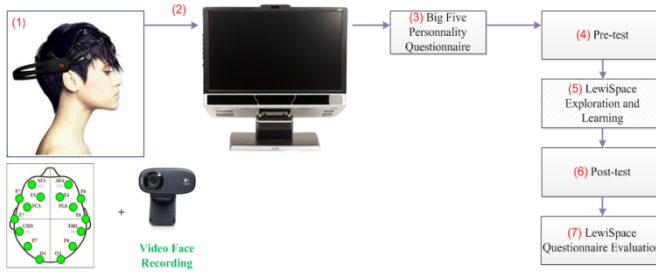 (1)
(2)
(3) Big Five
Personnality
Questionnaire
(4) Pre-test
(5) LewiSpace
Exploration and
Learning
(6) Post-test
(7) LewiSpace
Questionnaire Evaluation
AF3 AF4
F7 F8
F3 F4
FC5 FC6
T7 T8
CMS DRL
P7 P8
O1 O2
+
Video Face
Recording